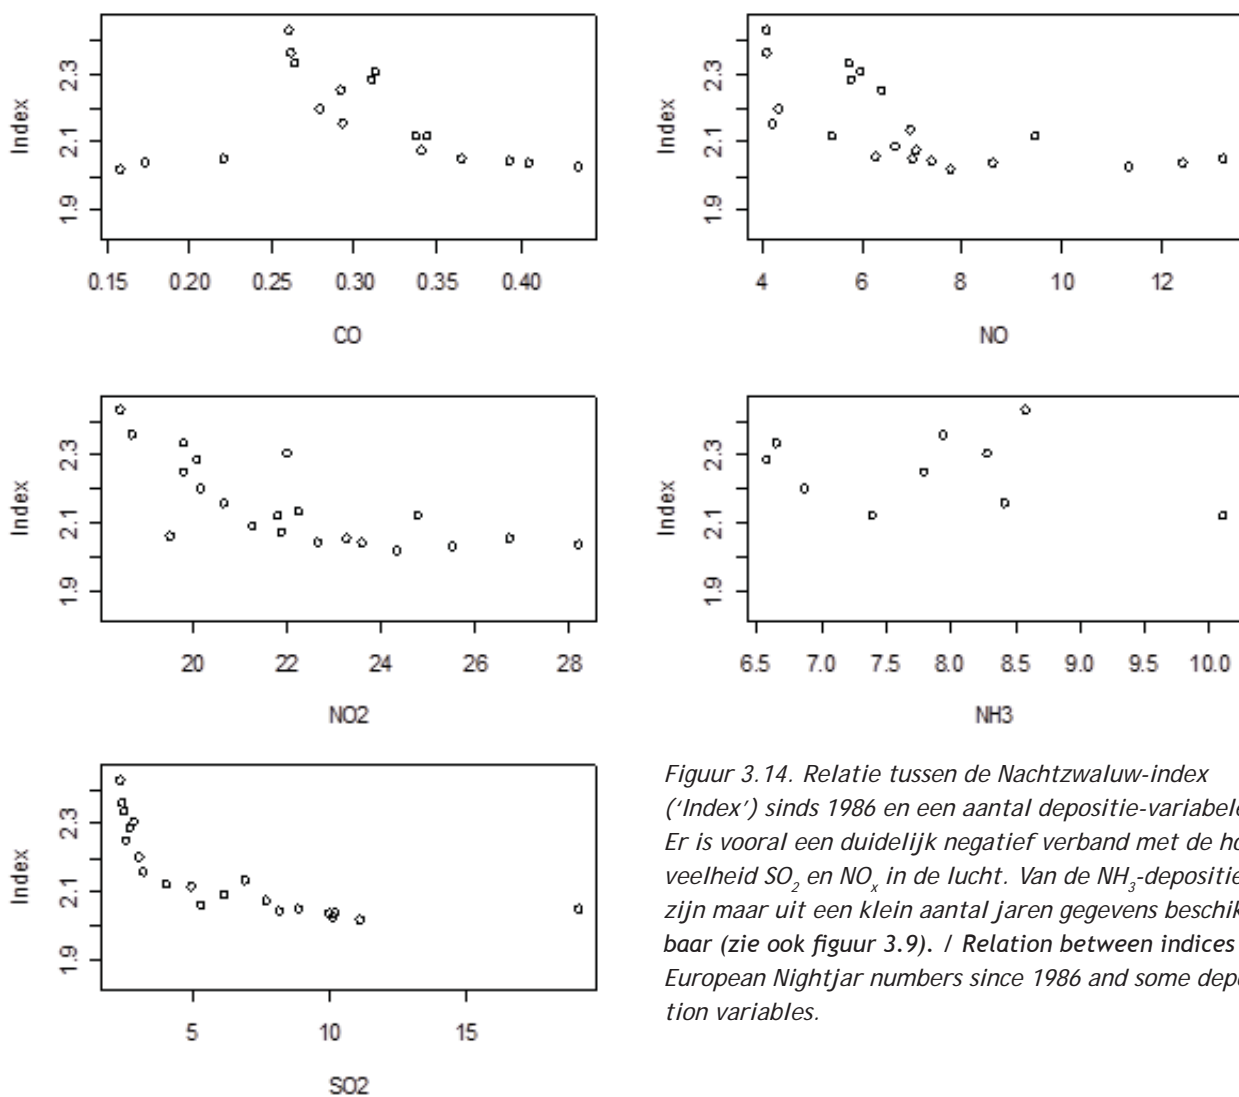 Index
2.3
2.1
1.9
0.15 0.20 0.25 0.30 0.35 0.40
CO
Index
2.3
2.1
1.9
4 6 8 10 12
NO
Index
2.3
2.1
1.9
20 22 24 26 28
NO2
Index
2.3
2.1
1.9
6.5 7.0 7.5 8.0 8.5 9.0 9.5 10.0
NH3
Index
2.3
2.1
1.9
5 10 15
SO2
Figuur 3.14. Relatie tussen de Nachtzwaluw-index
('Index') sinds 1986 en een aantal depositie-variabele
Er is vooral een duidelijk negatief verband met de ho
veelheid SO₂ en NOₓ in de lucht. Van de NH₃-depositie
zijn maar uit een klein aantal jaren gegevens beschik
baar (zie ook figuur 3.9). / Relation between indices
European Nightjar numbers since 1986 and some depo
tion variables.